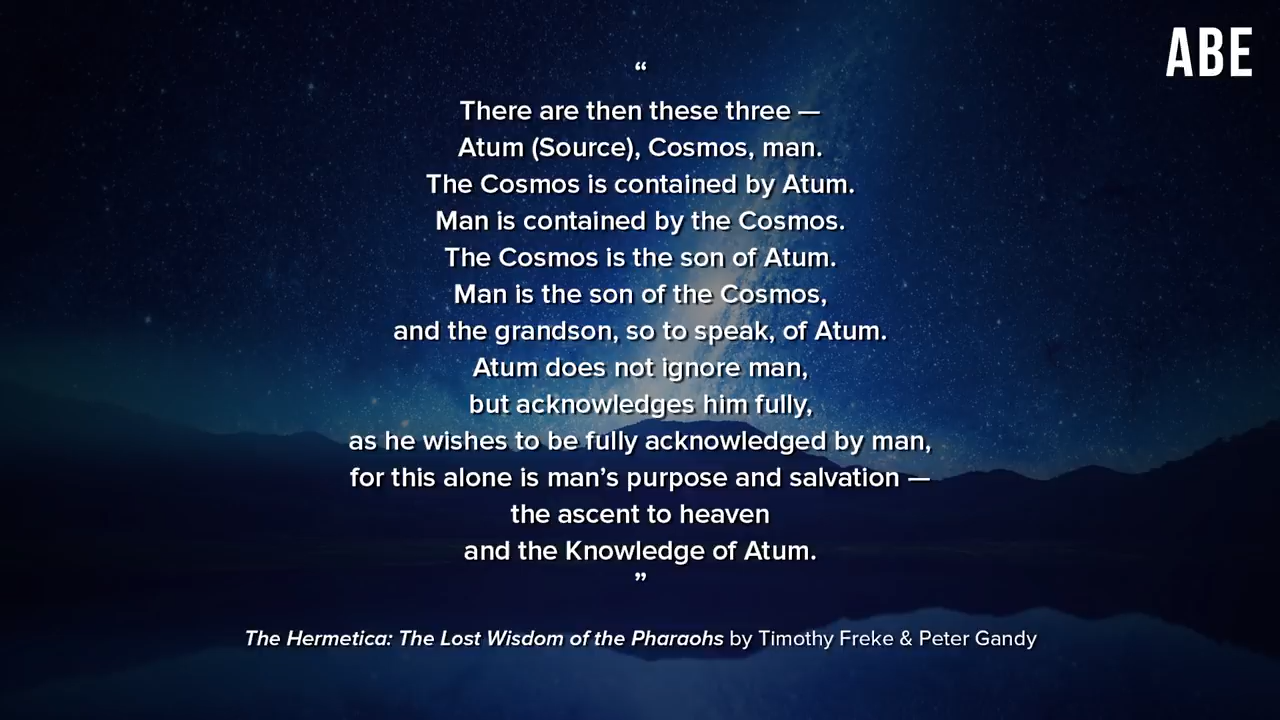 ABE
“
There are then these three —
Atum (Source), Cosmos, man.
The Cosmos is contained by Atum.
Man is contained by the Cosmos.
The Cosmos is the son of Atum.
Man is the son of the Cosmos,
and the grandson, so to speak, of Atum.
Atum does not ignore man,
but acknowledges him fully,
as he wishes to be fully acknowledged by man,
for this alone is man’s purpose and salvation —
the ascent to heaven
and the Knowledge of Atum.
”
The Hermetica: The Lost Wisdom of the Pharaohs by Timothy Freke & Peter Gandy